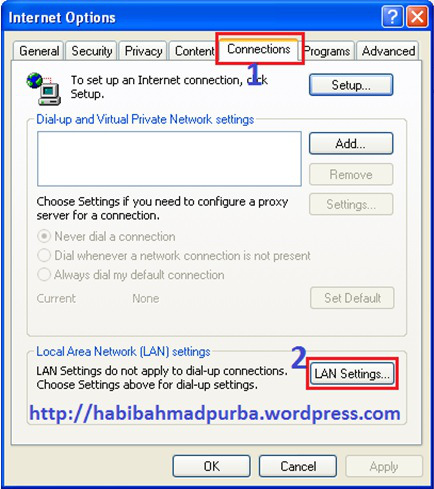 Internet Options
General Security Privacy Content Connections Programs Advanced
1
To set up an Internet connection, click
Setup.
Setup...
Dial-up and Virtual Private Network settings
Add...
Remove
Choose Settings if you need to configure a proxy
server for a connection.
Settings...
Never dial a connection
Dial whenever a network connection is not present
Always dial my default connection
Current None
Set Default
Local Area Network (LAN) settings
2
LAN Settings do not apply to dial-up connections.
Choose Settings above for dial-up settings.
LAN Settings...
http://habibahmadpurba.wordpress.com
OK Cancel Apply